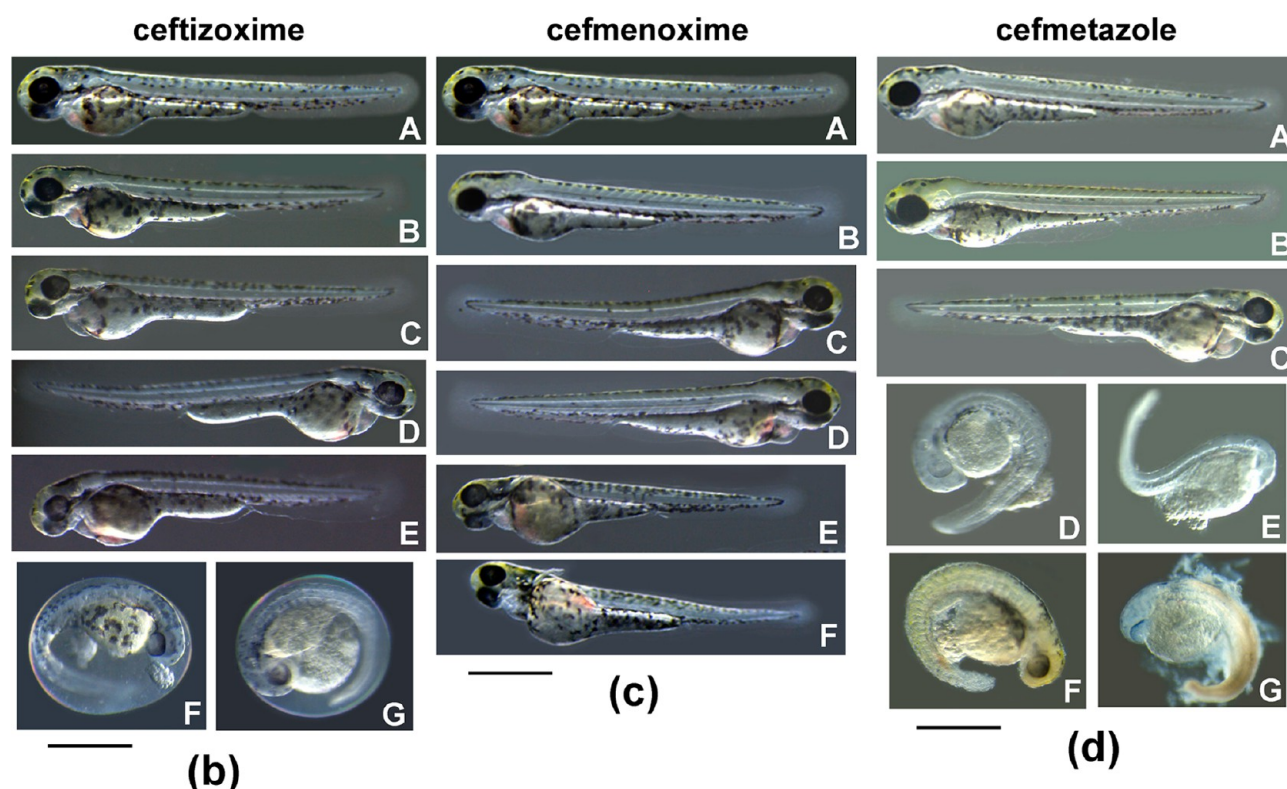 ceftizoxime
A
B
C
D
E
F G
(b)
cefmenoxime
A
B
C
D
E
F
(c)
cefmetazole
A
B
C
D E
F G
(d)